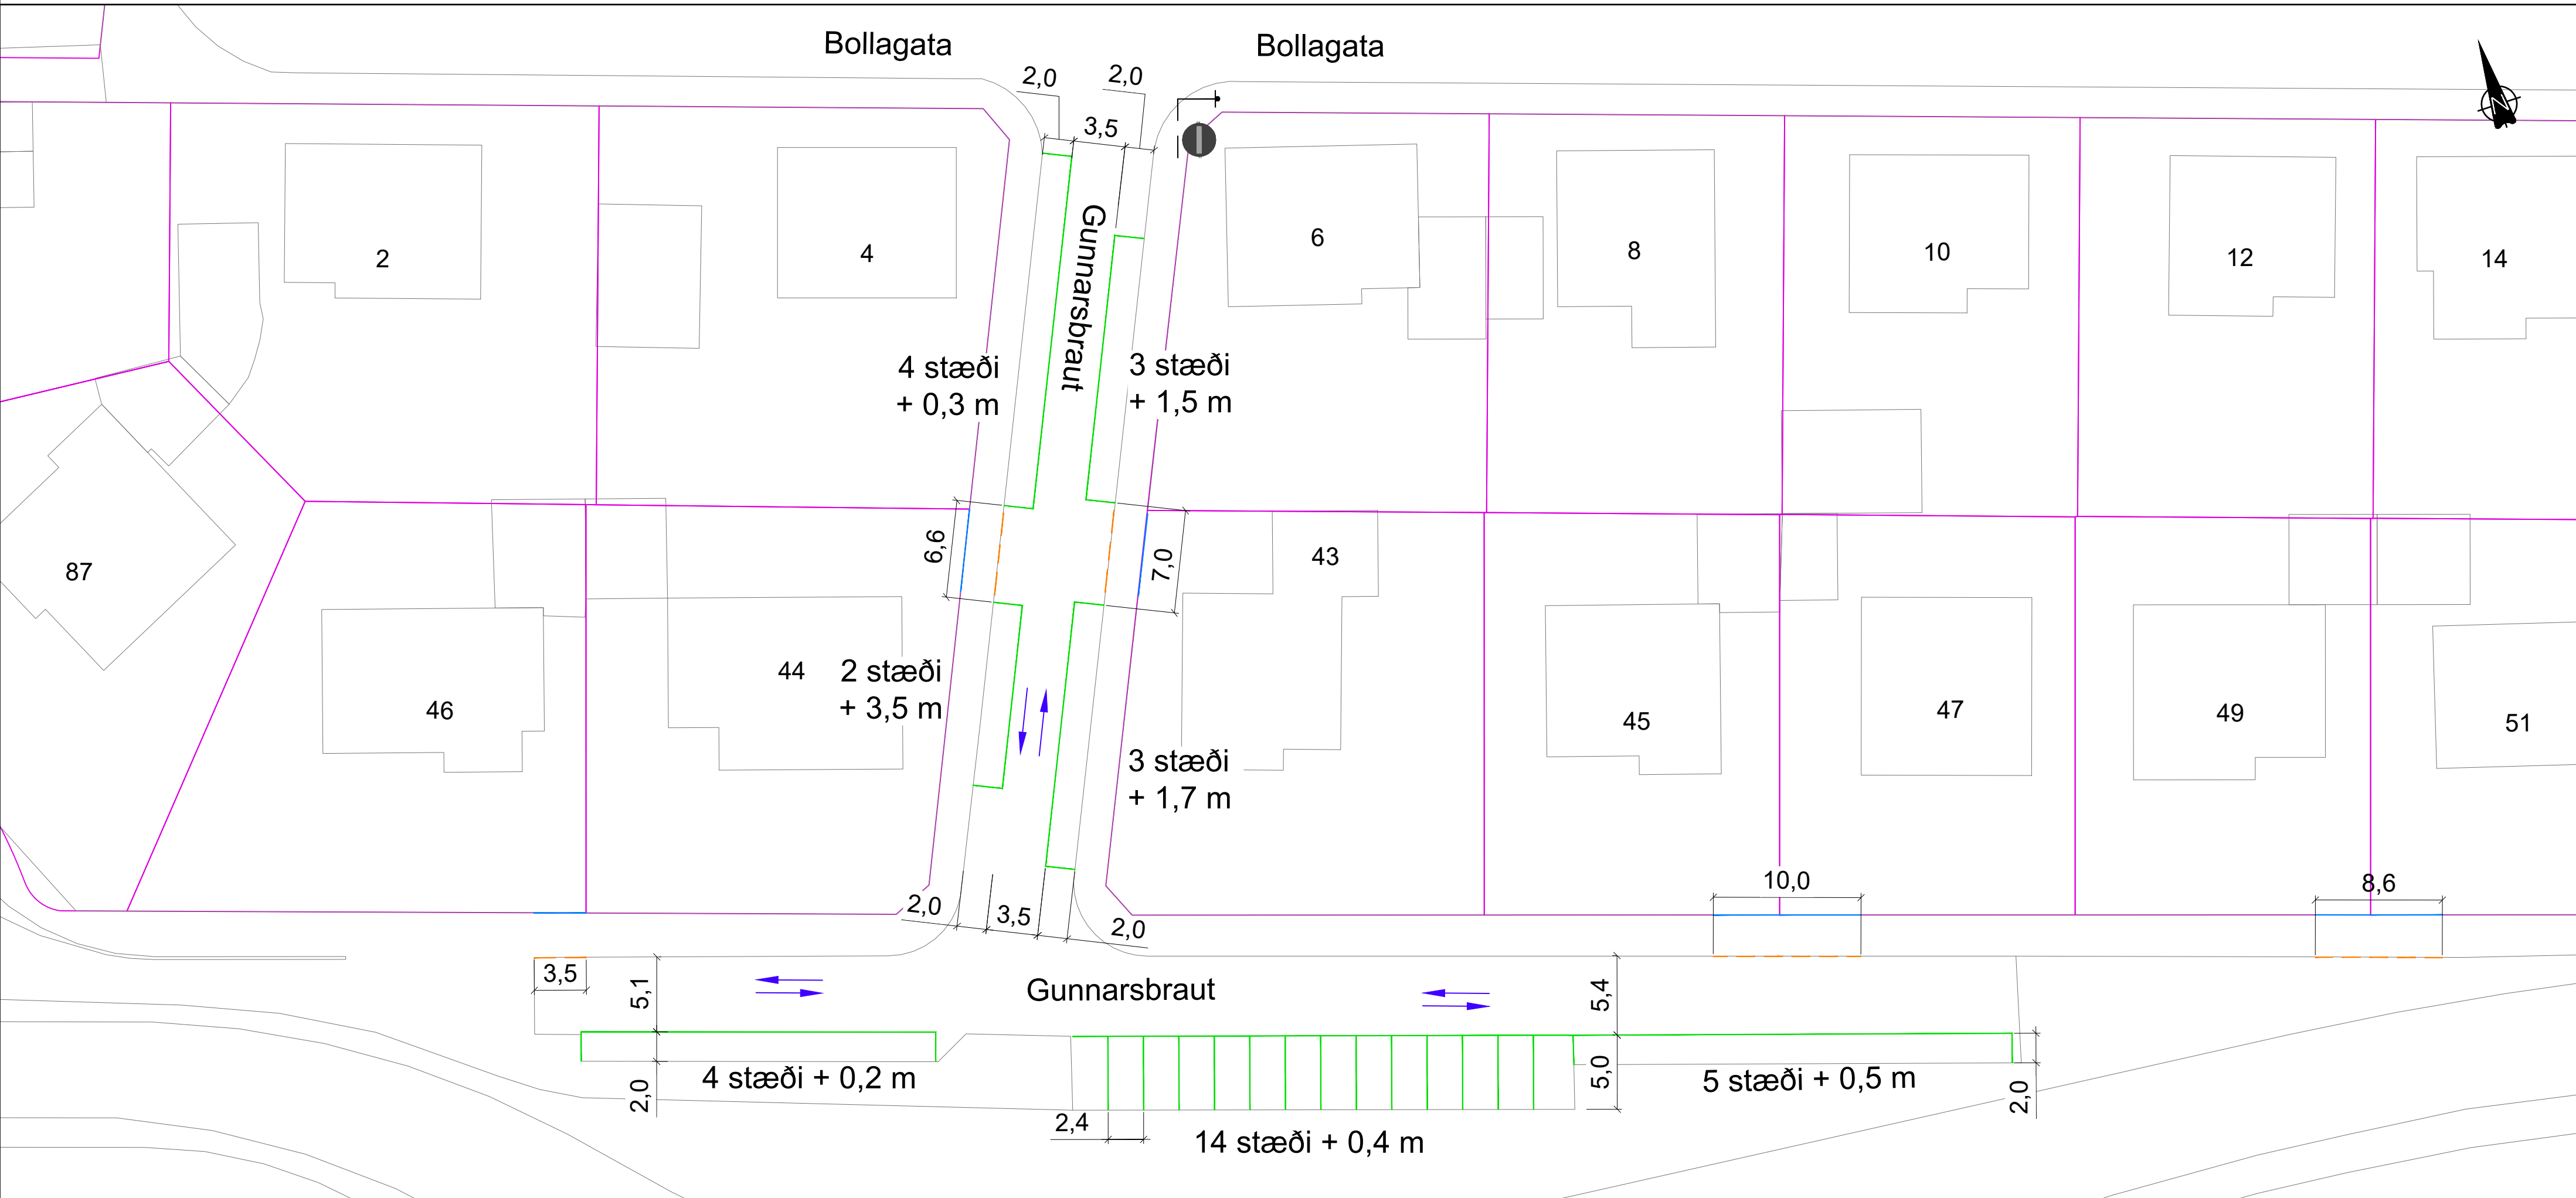 Bollagata
Bollagata
2,0
2,0
3,5
N
Gunnarsbraut
2
4
6
8
10
12
14
4 stæði
+ 0,3 m
3 stæði
+ 1,5 m
6,6
7,0
87
46
44
43
45
47
49
51
2 stæði
+ 3,5 m
3 stæði
+ 1,7 m
2,0
3,5
2,0
10,0
8,6
3,5
5,1
Gunnarsbraut
5,4
2,0
4 stæði + 0,2 m
5,0
5 stæði + 0,5 m
2,0
2,4
14 stæði + 0,4 m